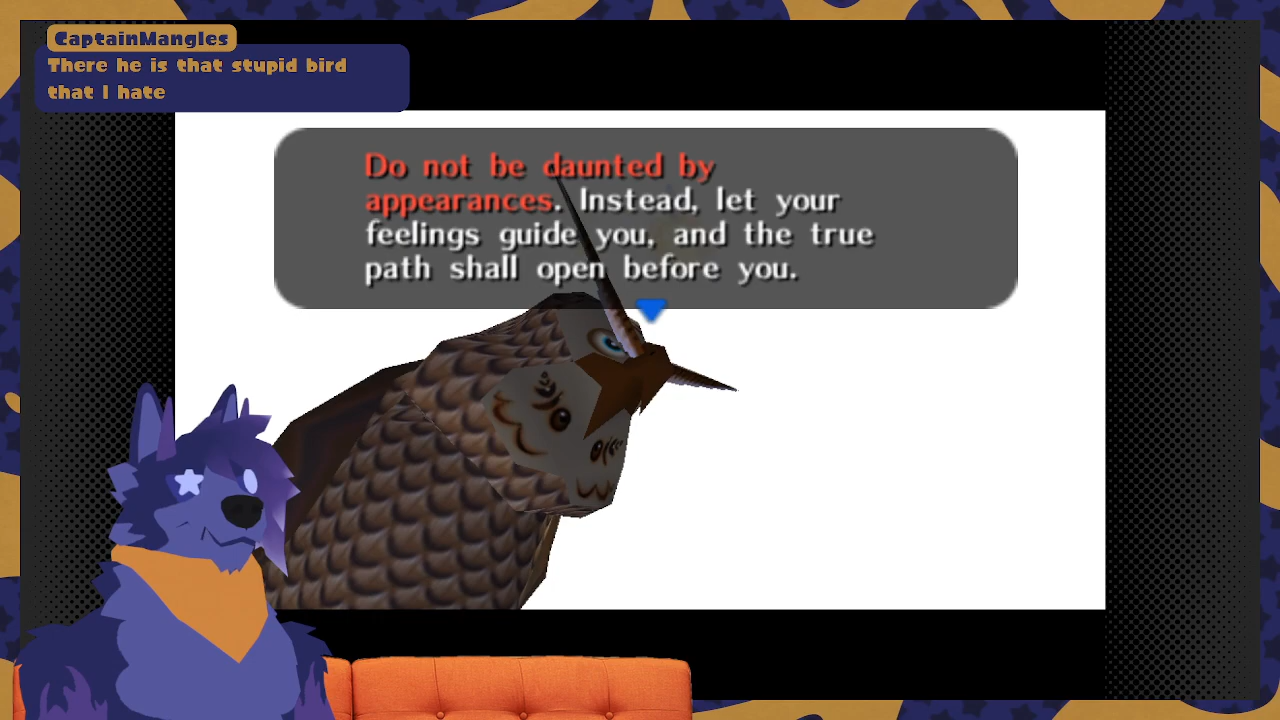 CaptainMangles
There he is that stupid bird
that I hate
Do not be daunted by
appearances. Instead, let your
feelings guide you, and the true
path shall open before you.